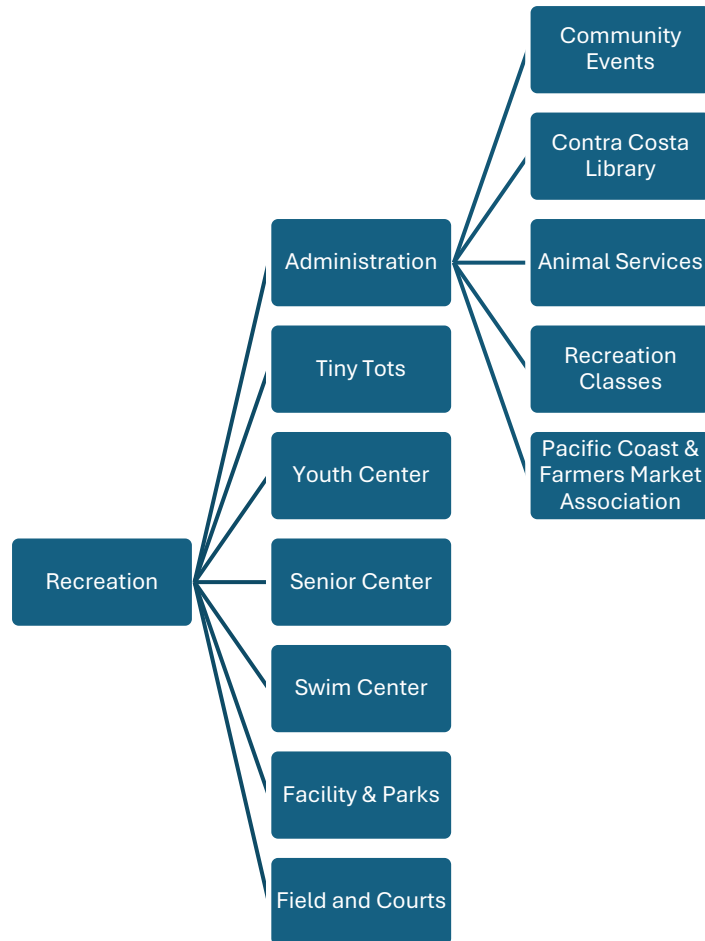 Community
Events
Contra Costa
Library
Administration
Animal Services
Tiny Tots
Recreation
Classes
Youth Center
Pacific Coast &
Farmers Market
Association
Recreation
Senior Center
Swim Center
Facility & Parks
Field and Courts